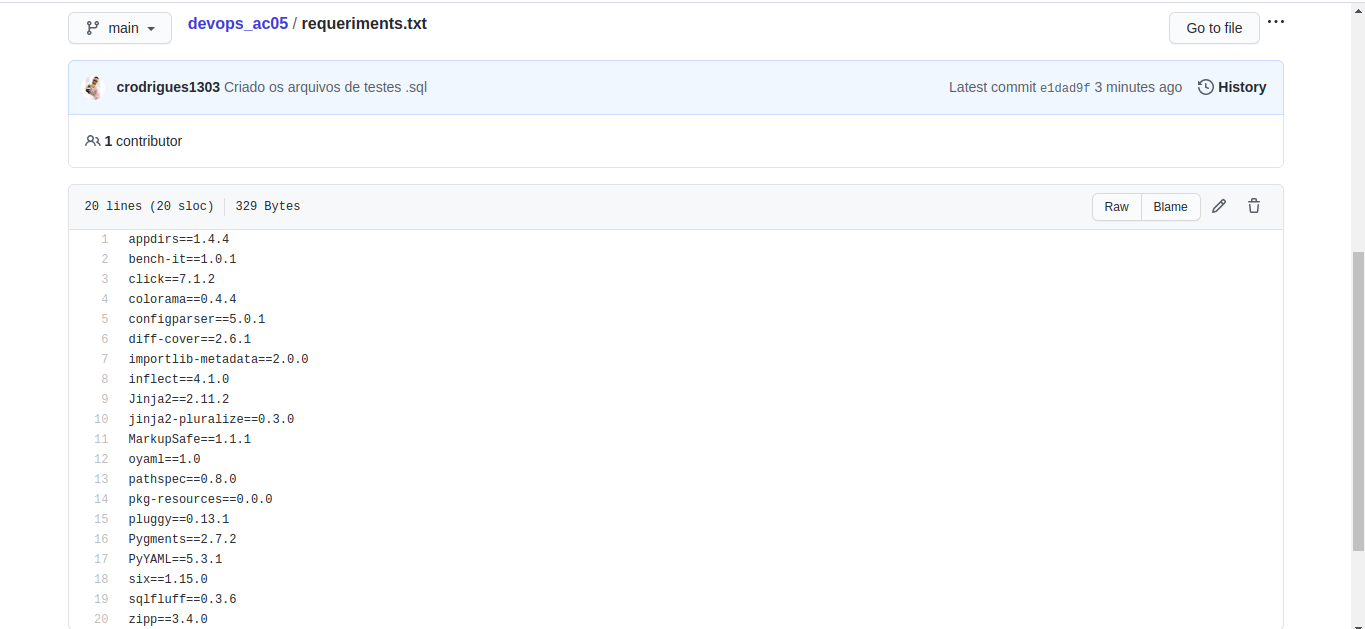 main
devops_ac05 / requeriments.txt
Go to file
crodrigues1303 Criado os arquivos de testes .sql
Latest commit e1dad9f 3 minutes ago
History
1 contributor
20 lines (20 sloc)
329 Bytes
Raw
Blame
1 appdirs==1.4.4
2 bench-it==1.0.1
3 click==7.1.2
4 colorama==0.4.4
5 configparser==5.0.1
6 diff-cover==2.6.1
7 importlib-metadata==2.0.0
8 inflect==4.1.0
9 Jinja2==2.11.2
10 jinja2-pluralize==0.3.0
11 MarkupSafe==1.1.1
12 oyaml==1.0
13 pathspec==0.8.0
14 pkg-resources==0.0.0
15 pluggy==0.13.1
16 Pygments==2.7.2
17 PyYAML==5.3.1
18 six==1.15.0
19 sqlfluff==0.3.6
20 zipp==3.4.0